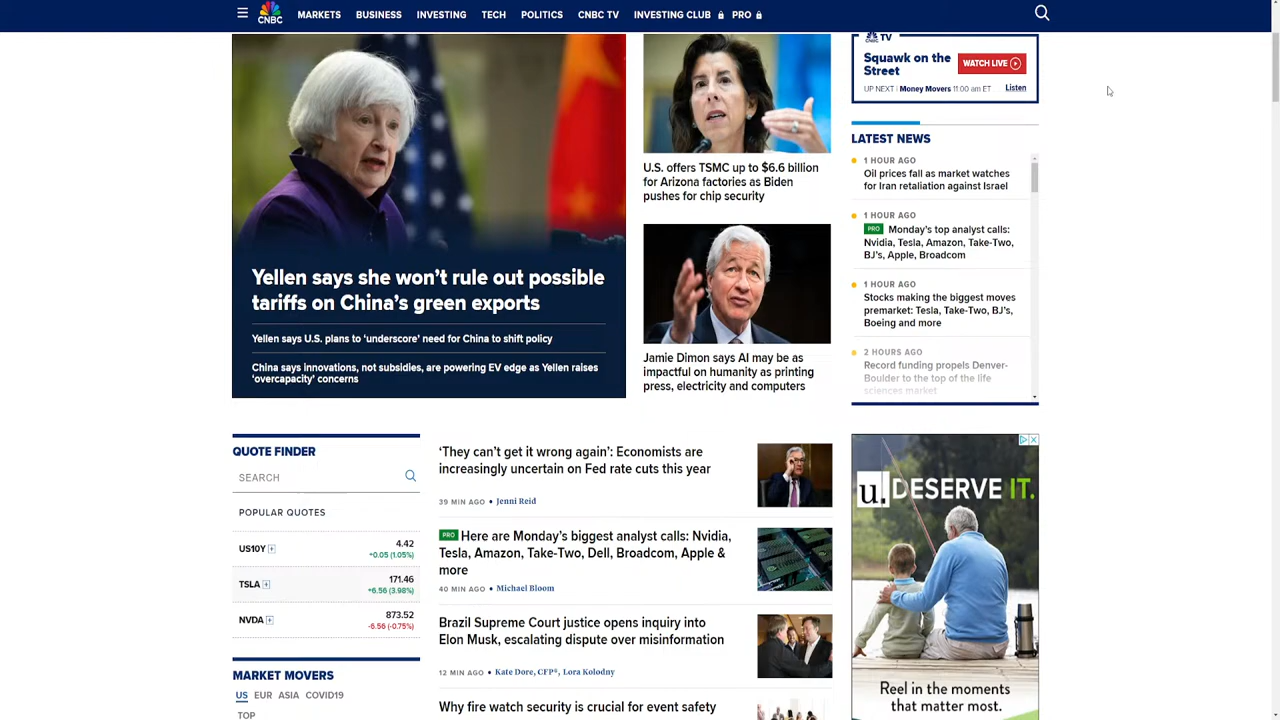 CNBC
MARKETS
BUSINESS
INVESTING
TECH
POLITICS
CNBC TV
INVESTING CLUB
PRO
Yellen says she won't rule out possible
tariffs on China's green exports
Yellen says U.S. plans to 'underscore' need for China to shift policy
China says innovations, not subsidies, are powering EV edge as Yellen raises
'overcapacity' concerns
U.S. offers TSMC up to $6.6 billion
for Arizona factories as Biden
pushes for chip security
Jamie Dimon says AI may be as
impactful on humanity as printing
press, electricity and computers
TV
Squawk on the
Street
WATCH LIVE
UP NEXT | Money Movers 11:00 am ET
Listen
LATEST NEWS
1 HOUR AGO
Oil prices fall as market watches
for Iran retaliation against Israel
1 HOUR AGO
PRO Monday's top analyst calls:
Nvidia, Tesla, Amazon, Take-Two,
BJ's, Apple, Broadcom
1 HOUR AGO
Stocks making the biggest moves
premarket: Tesla, Take-Two, BJ's,
Boeing and more
2 HOURS AGO
Record funding propels Denver-
Boulder to the top of the life
sciences market
QUOTE FINDER
SEARCH
POPULAR QUOTES
US10Y
4.42
+0.05 (1.05%)
TSLA
171.46
+6.56 (3.98%)
NVDA
873.52
-6.56 (-0.75%)
MARKET MOVERS
US EUR ASIA COVID19
TOP
'They can't get it wrong again': Economists are
increasingly uncertain on Fed rate cuts this year
39 MIN AGO • Jenni Reid
PRO Here are Monday's biggest analyst calls: Nvidia,
Tesla, Amazon, Take-Two, Dell, Broadcom, Apple &
more
40 MIN AGO • Michael Bloom
Brazil Supreme Court justice opens inquiry into
Elon Musk, escalating dispute over misinformation
12 MIN AGO • Kate Dore, CFP®, Lora Kolodny
Why fire watch security is crucial for event safety
u. DESERVE IT.
Reel in the moments
that matter most.